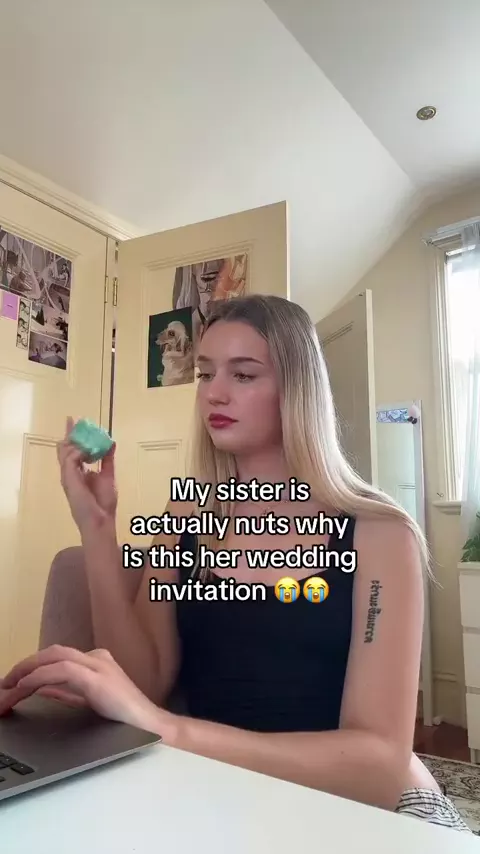 My sister is
actually nuts why
is this her wedding
invitation 😭😭